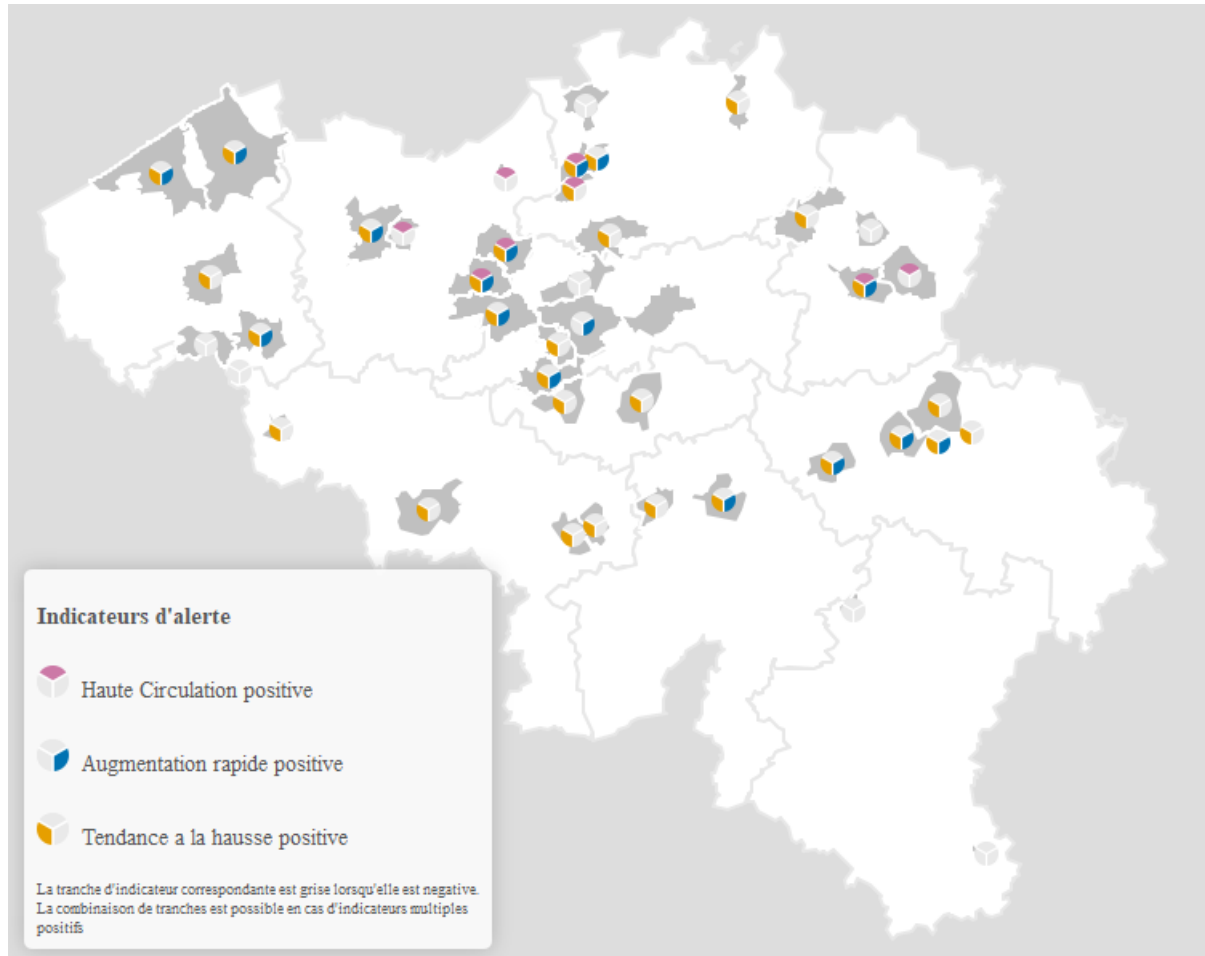 Indicateurs d'alerte
Haute Circulation positive
Augmentation rapide positive
Tendance a la hausse positive
La tranche d'indicateur correspondante est grise lorsqu'elle est negative.
La combinaison de tranches est possible en cas d'indicateurs multiples
positifs